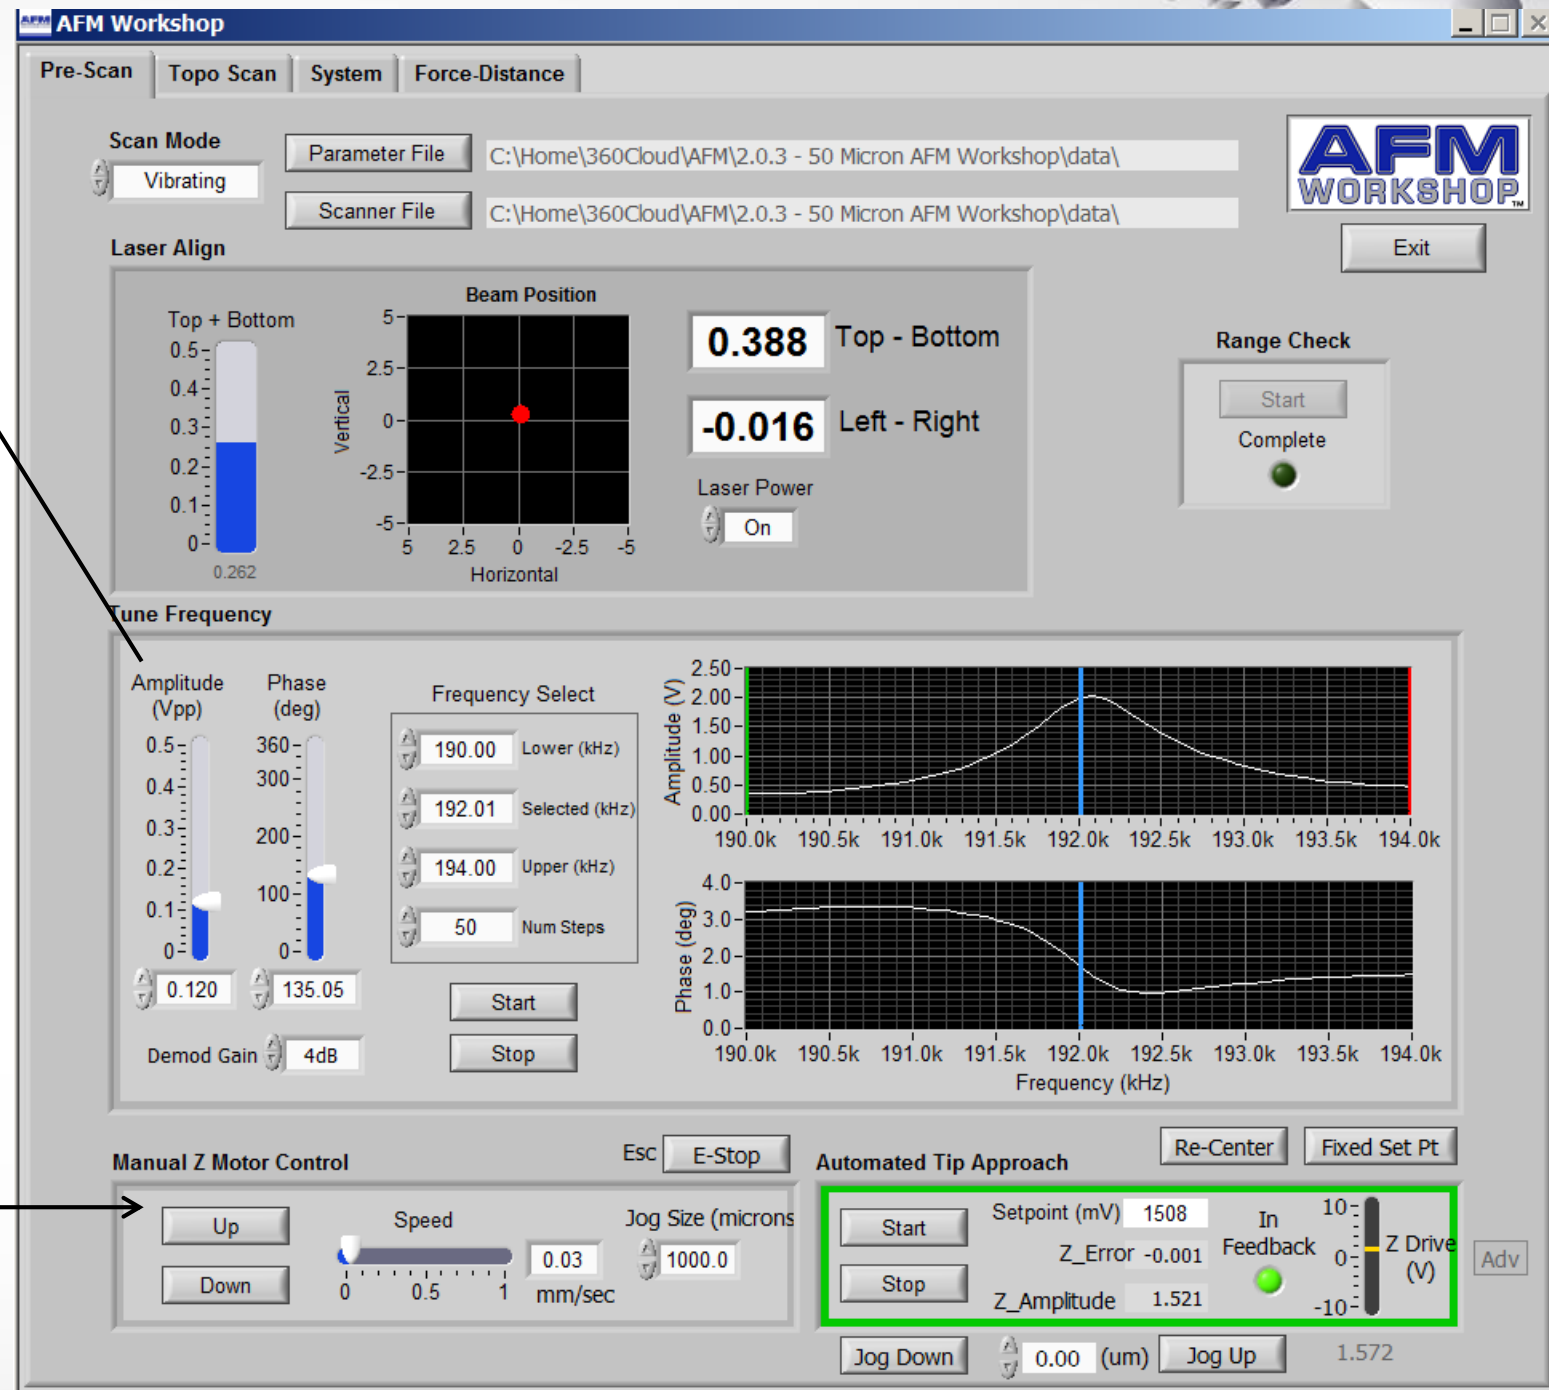 AFM AFM Workshop
Pre-Scan Topo Scan System Force-Distance
Scan Mode
Vibrating
Parameter File C:\Home\360Cloud\AFM\2.0.3 - 50 Micron AFM Workshop\data\
Scanner File C:\Home\360Cloud\AFM\2.0.3 - 50 Micron AFM Workshop\data\
AFM
WORKSHOP™
Exit
Laser Align
Top + Bottom
0.5
0.4
0.3
0.2
0.1
0
0.262
Beam Position
Vertical
5
2.5
0
-2.5
-5
5 2.5 0 -2.5 -5
Horizontal
0.388 Top - Bottom
-0.016 Left - Right
Laser Power
On
Range Check
Start
Complete
Tune Frequency
Amplitude
(Vpp)
0.5
0.4
0.3
0.2
0.1
0
0.120
Phase
(deg)
360
300
200
100
0
135.05
Demod Gain 4dB
Frequency Select
190.00 Lower (kHz)
192.01 Selected (kHz)
194.00 Upper (kHz)
50 Num Steps
Start
Stop
Amplitude (V)
2.50
2.00
1.50
1.00
0.50
0.00
190.0k 190.5k 191.0k 191.5k 192.0k 192.5k 193.0k 193.5k 194.0k
Phase (deg)
4.0
3.0
2.0
1.0
0.0
190.0k 190.5k 191.0k 191.5k 192.0k 192.5k 193.0k 193.5k 194.0k
Frequency (kHz)
Manual Z Motor Control
Esc E-Stop
Up
Down
Speed
0 0.5 1
0.03
mm/sec
Jog Size (microns
1000.0
Automated Tip Approach
Re-Center Fixed Set Pt
Start
Stop
Setpoint (mV) 1508
Z_Error -0.001
Z_Amplitude 1.521
In
Feedback
10
0
-10
Z Drive
(V)
Adv
Jog Down 0.00 (um) Jog Up 1.572